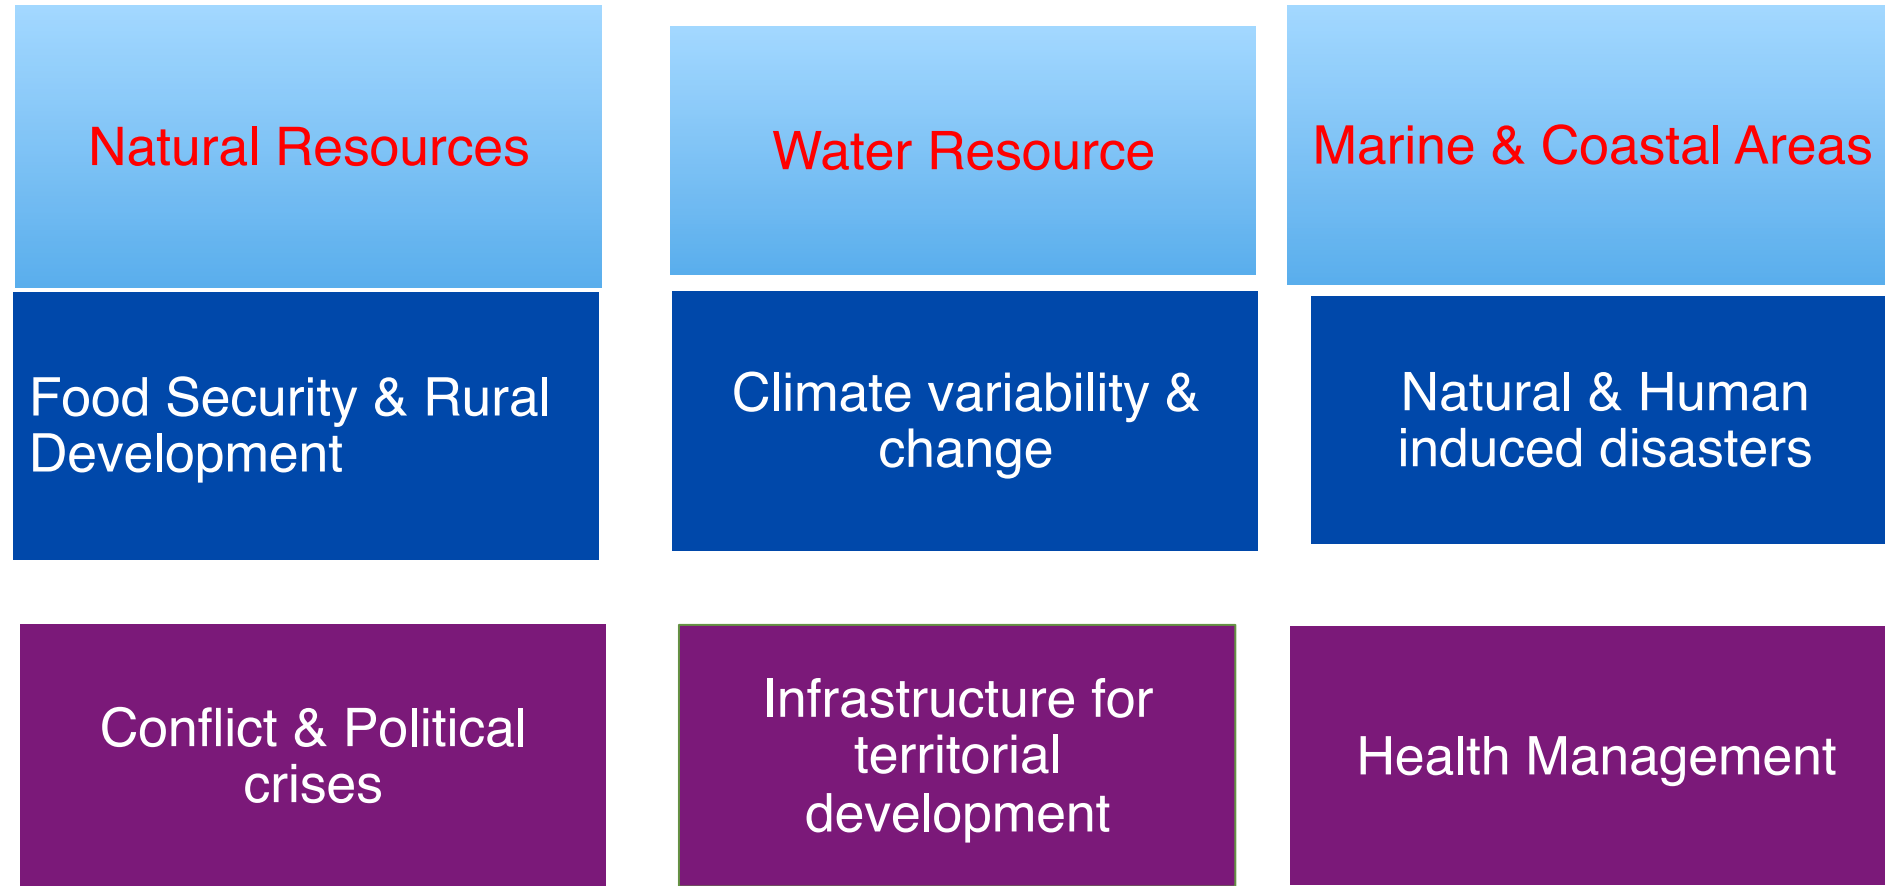 Natural Resources
Water Resource
Marine & Coastal Areas
Food Security & Rural
Development
Climate variability &
change
Natural & Human
induced disasters
Conflict & Political
crises
Infrastructure for
territorial
development
Health Management